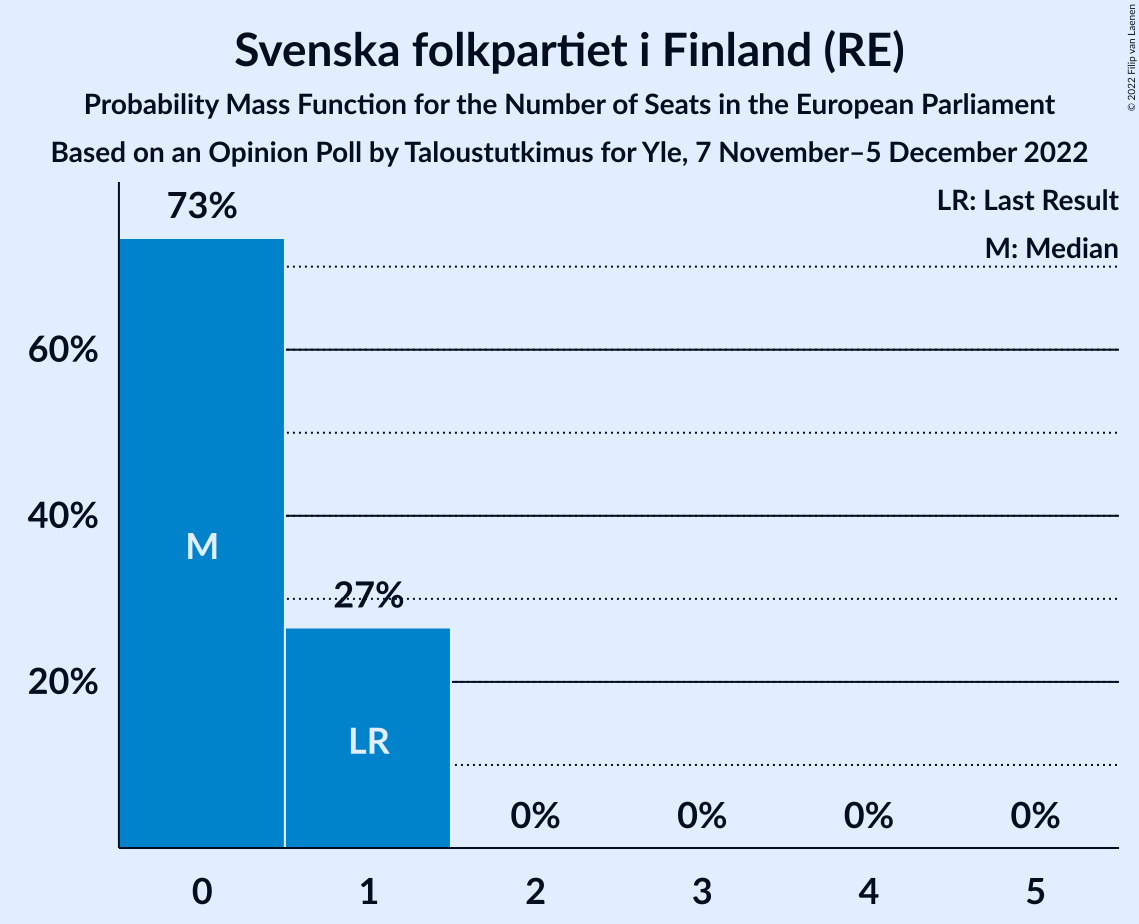 Svenska folkpartiet i Finland (RE)
Probability Mass Function for the Number of Seats in the European Parliament
Based on an Opinion Poll by Taloustutkimus for Yle, 7 November–5 December 2022
© 2022 Filip van Laenen
LR: Last Result
M: Median
73%
60%
40%
20%
M
27%
LR
0%
0%
0%
0%
0
1
2
3
4
5